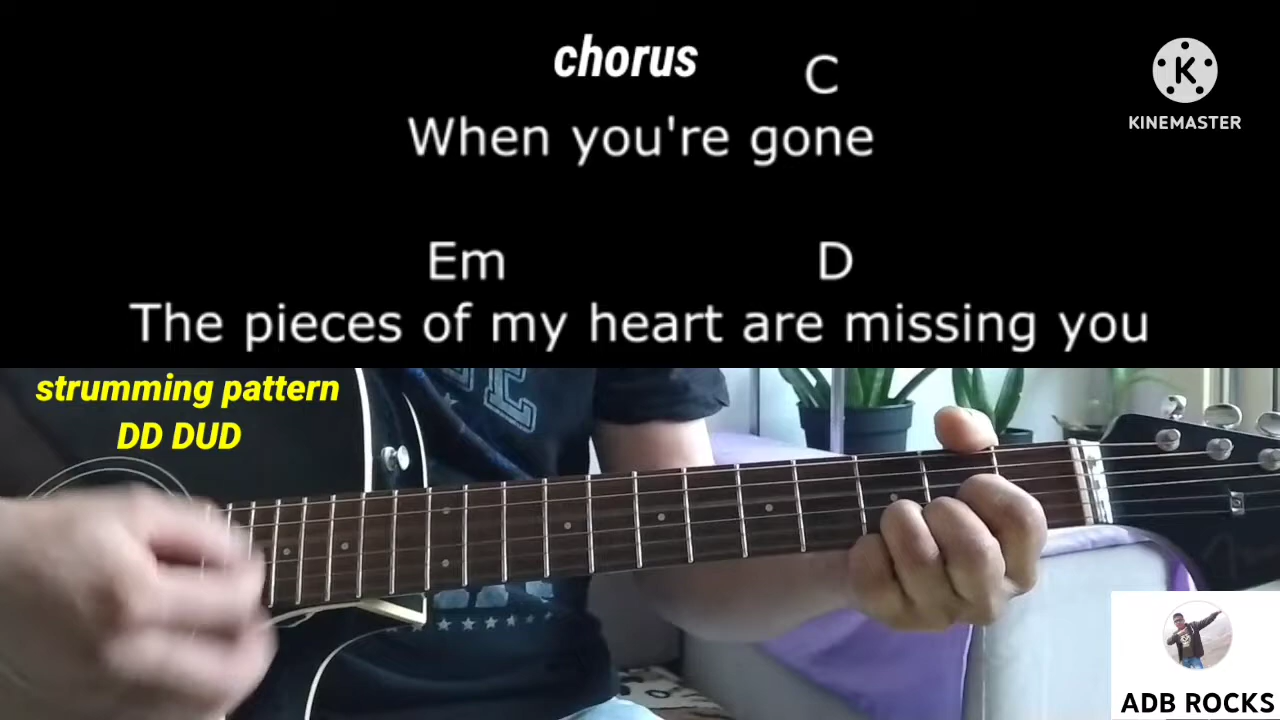 chorus
C
When you're gone
Em D
The pieces of my heart are missing you
K
KINEMASTER
strumming pattern
DD DUD
ADB ROCKS